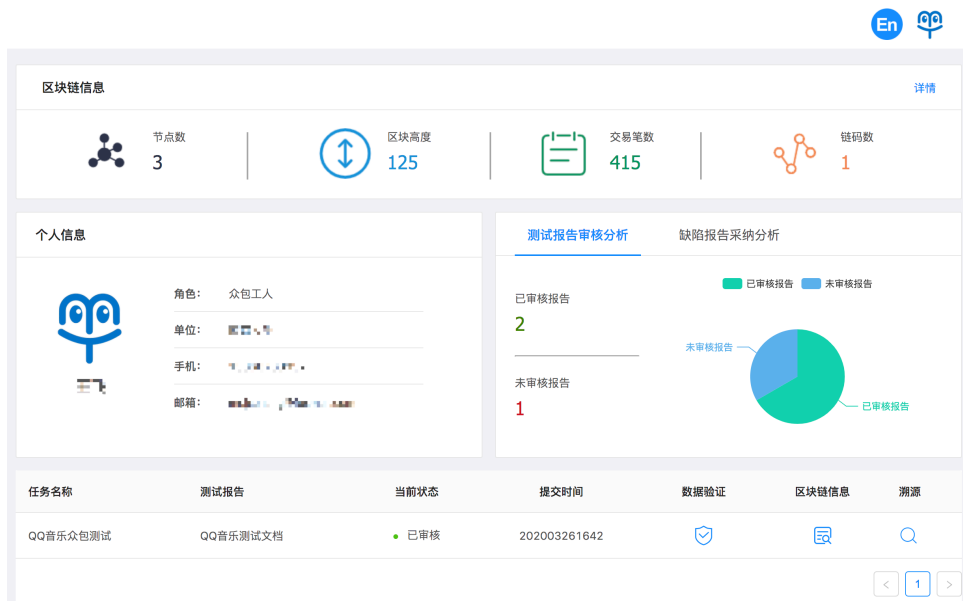 En
区块链信息
详情
节点数
3
区块高度
125
交易笔数
415
链码数
1
个人信息
角色: 众包工人
单位:
手机:
邮箱:
测试报告审核分析 缺陷报告采纳分析
已审核报告
2
未审核报告
1
已审核报告 未审核报告
未审核报告
已审核报告
任务名称 测试报告 当前状态 提交时间 数据验证 区块链信息 溯源
QQ音乐众包测试 QQ音乐测试文档 已审核 202003261642
< 1 >